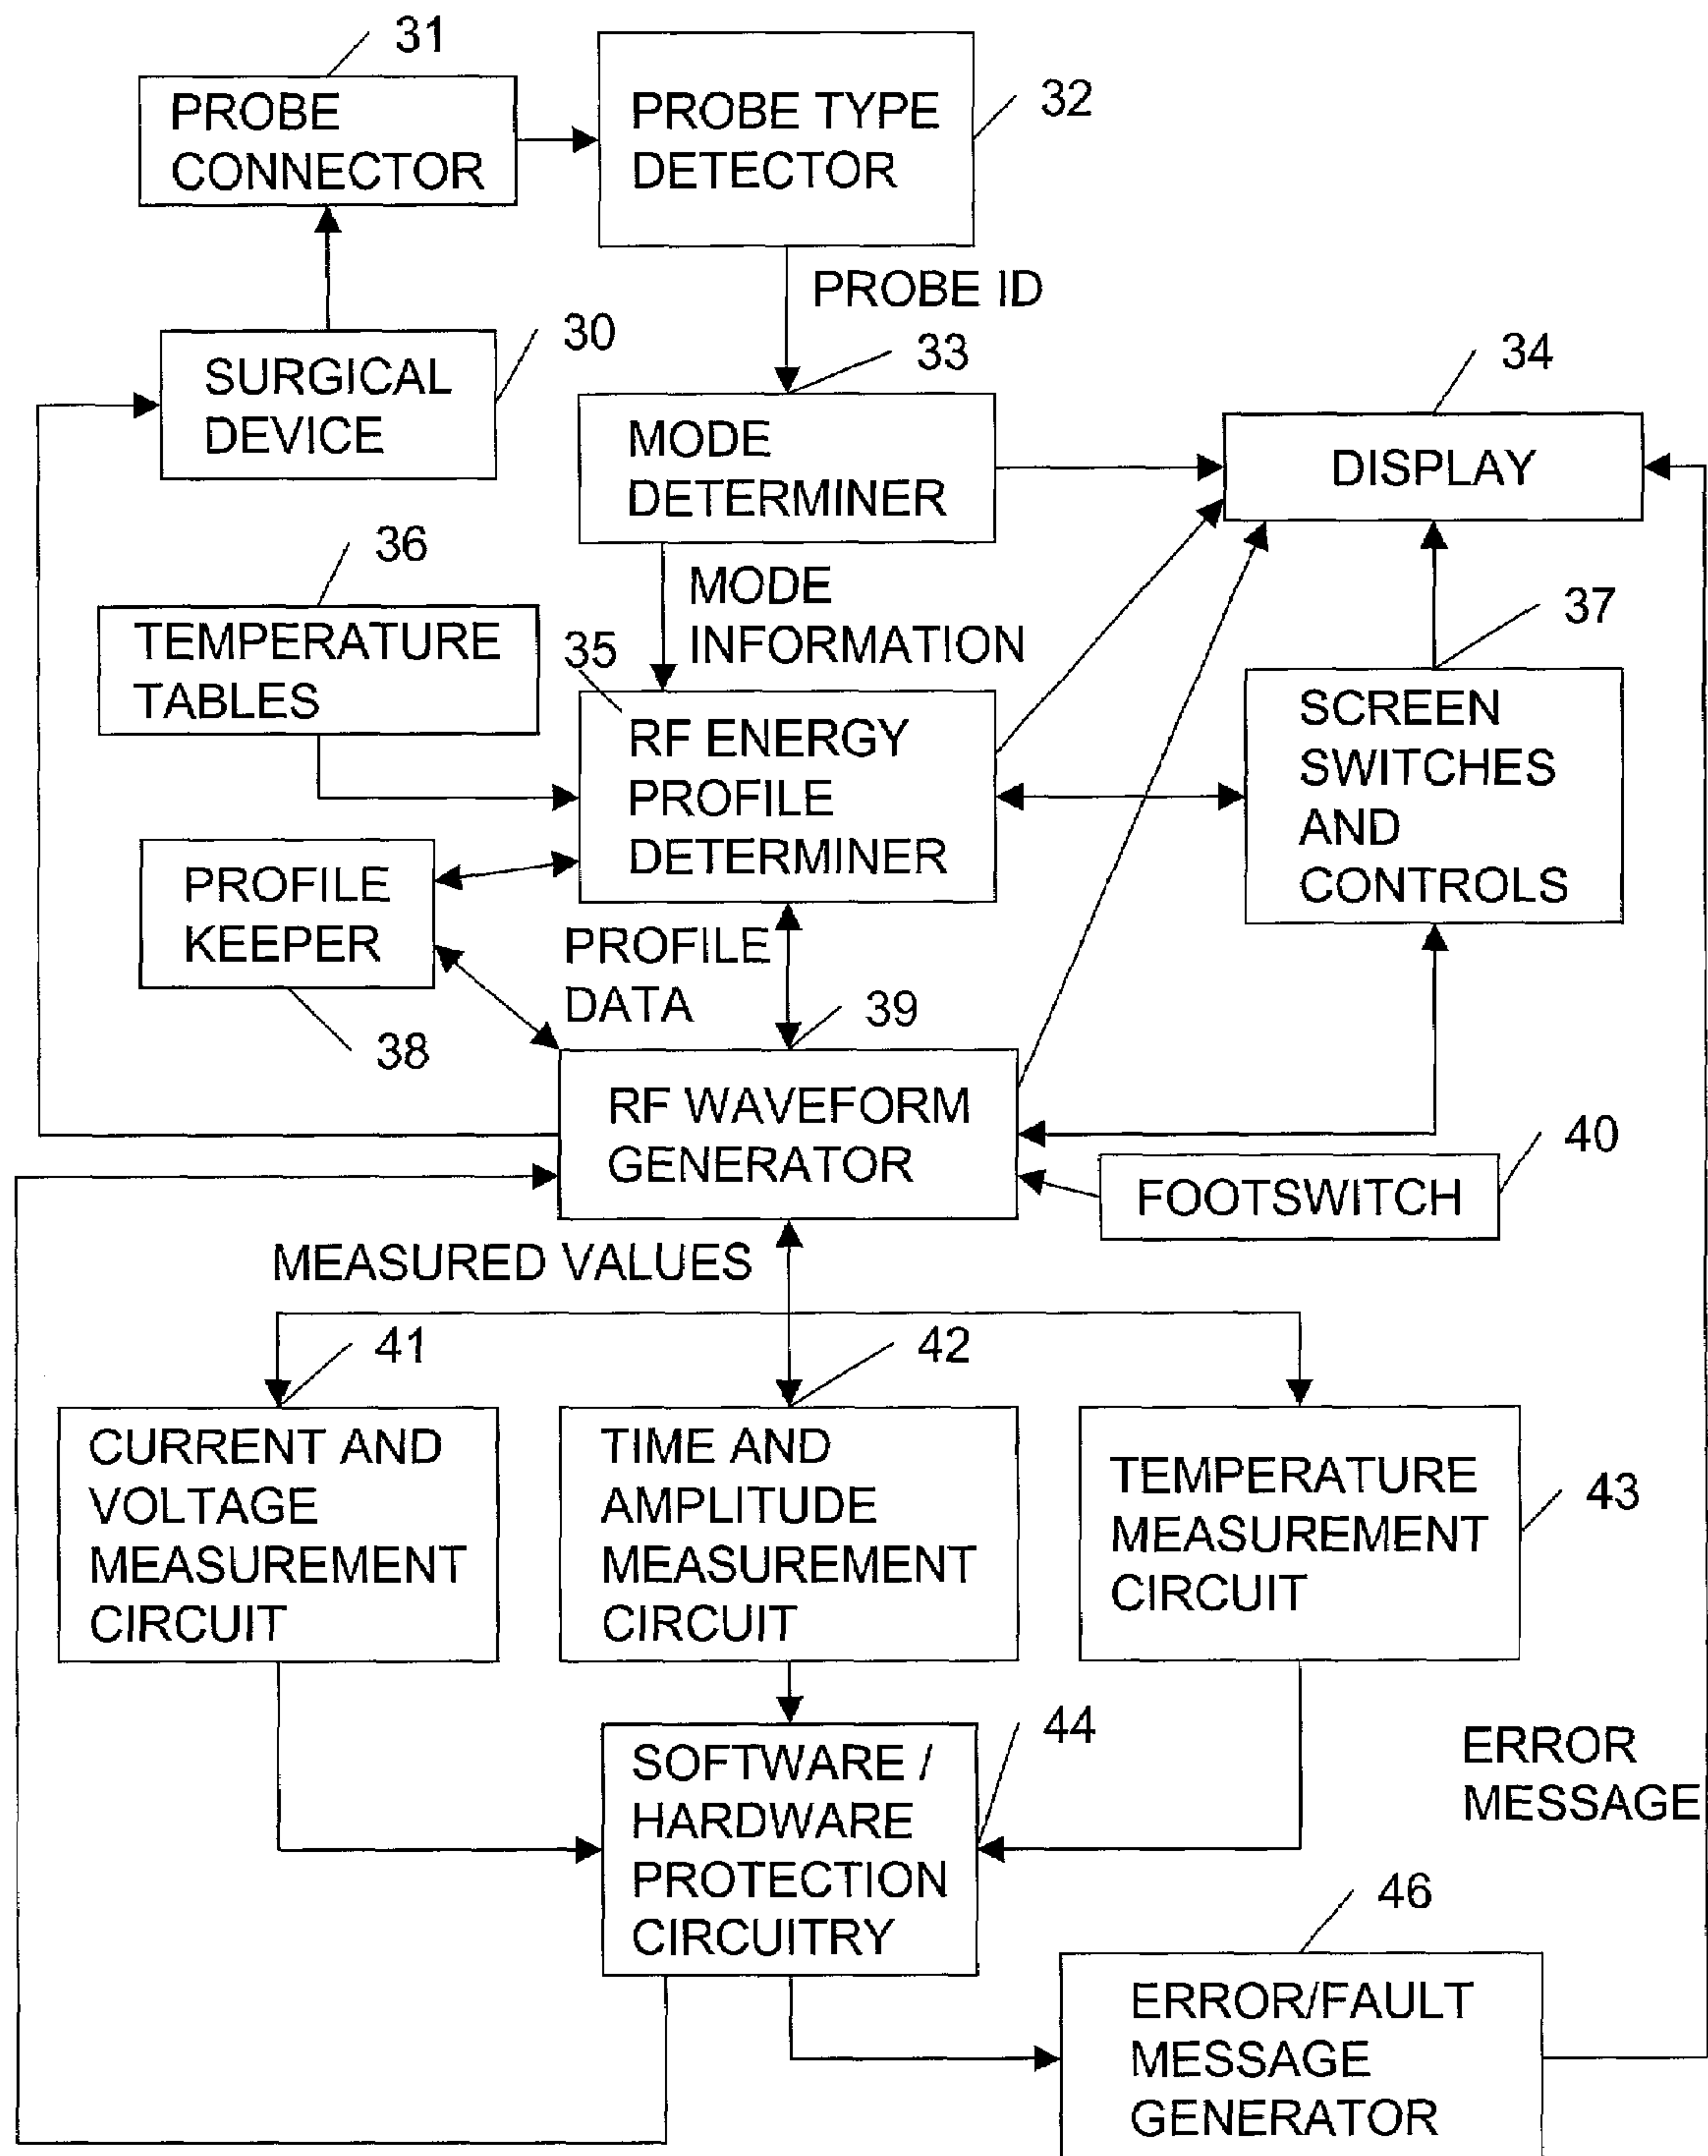 31
PROBE
CONNECTOR
PROBE TYPE
DETECTOR
32
PROBE ID
30
SURGICAL
DEVICE
33
MODE
DETERMINER
34
DISPLAY
36
TEMPERATURE
TABLES
MODE
INFORMATION
35
RF ENERGY
PROFILE
DETERMINER
37
SCREEN
SWITCHES
AND
CONTROLS
PROFILE
KEEPER
38
PROFILE
DATA
39
RF WAVEFORM
GENERATOR
40
FOOTSWITCH
MEASURED VALUES
41
CURRENT AND
VOLTAGE
MEASUREMENT
CIRCUIT
42
TIME AND
AMPLITUDE
MEASUREMENT
CIRCUIT
TEMPERATURE
MEASUREMENT
CIRCUIT
43
44
SOFTWARE /
HARDWARE
PROTECTION
CIRCUITRY
ERROR
MESSAGE
46
ERROR/FAULT
MESSAGE
GENERATOR